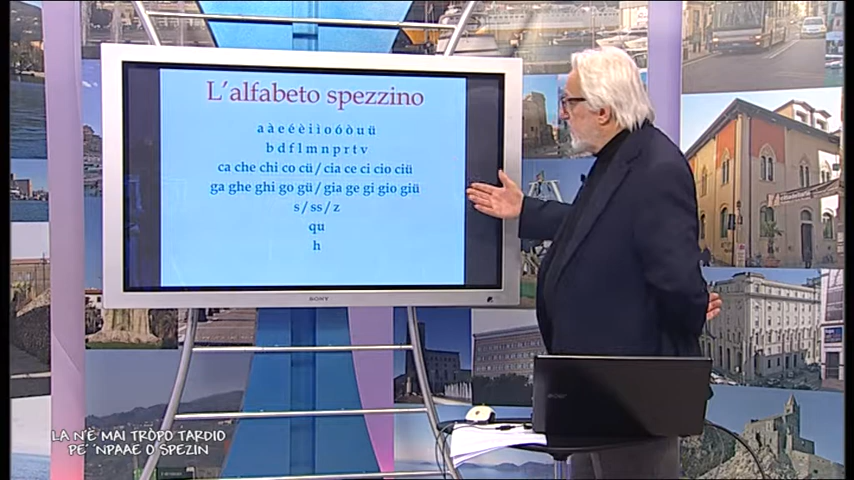 L'alfabeto spezzino
a à e é è i ì o ó ò u ü
b d f l m n p r t v
ca che chi co cü / cia ce ci cio ciü
ga ghe ghi go gü / gia ge gi gio giü
s / ss / z
qu
h
SONY
LA N'È MAI TRÒPO TARDIO
PE' 'NPAAE O SPEZIN